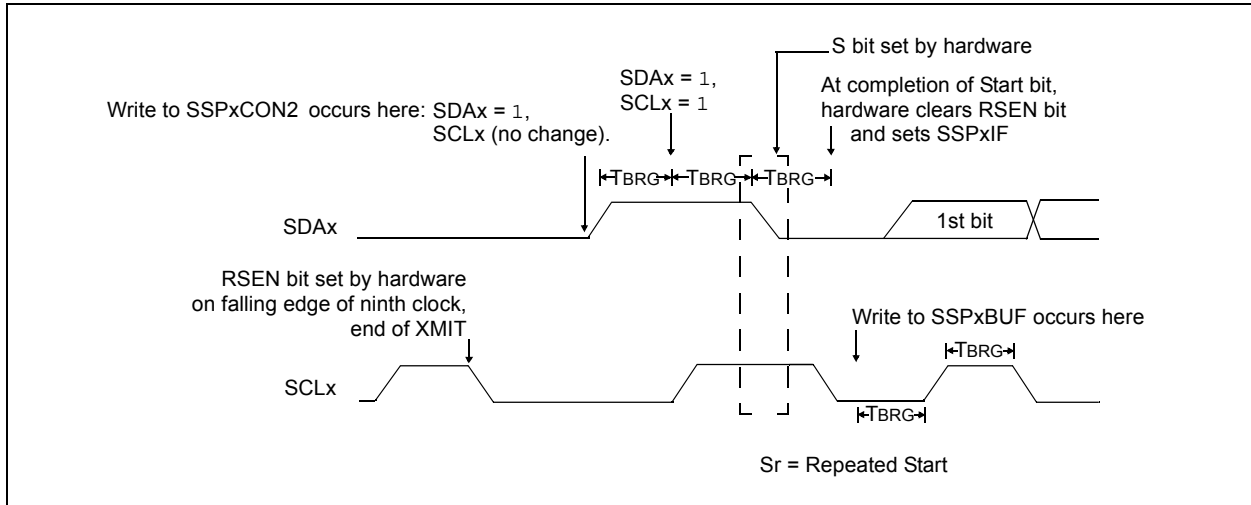 S bit set by hardware
SDAx = 1,
SCLx = 1
At completion of Start bit,
hardware clears RSEN bit
and sets SSPxIF
Write to SSPxCON2 occurs here: SDAx = 1,
SCLx (no change).
TBRG TBRG TBRG
SDAx
1st bit
RSEN bit set by hardware
on falling edge of ninth clock,
end of XMIT
Write to SSPxBUF occurs here
TBRG
SCLx
TBRG
Sr = Repeated Start